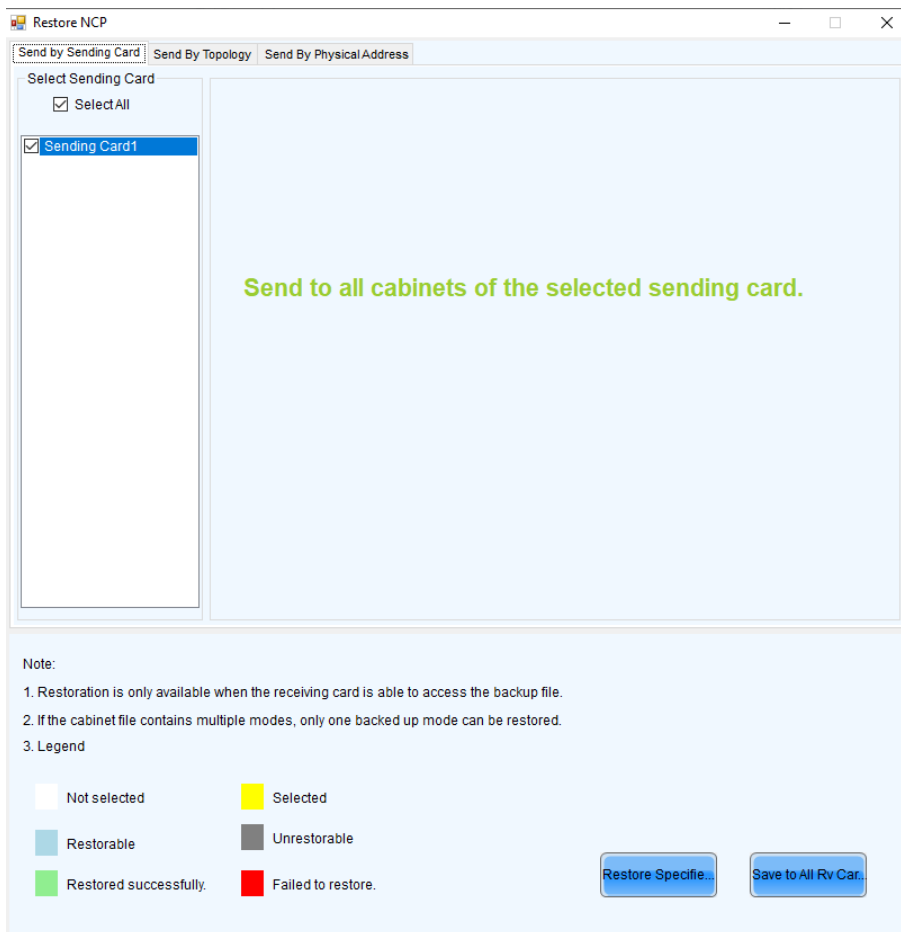 Restore NCP
Send by Sending Card Send By Topology Send By Physical Address
Select Sending Card
Select All
Sending Card1
Send to all cabinets of the selected sending card.
Note:
1. Restoration is only available when the receiving card is able to access the backup file.
2. If the cabinet file contains multiple modes, only one backed up mode can be restored.
3. Legend
Not selected Selected
Restorable Unrestorable
Restored successfully. Failed to restore.
Restore Specifie... Save to All Rv Car...